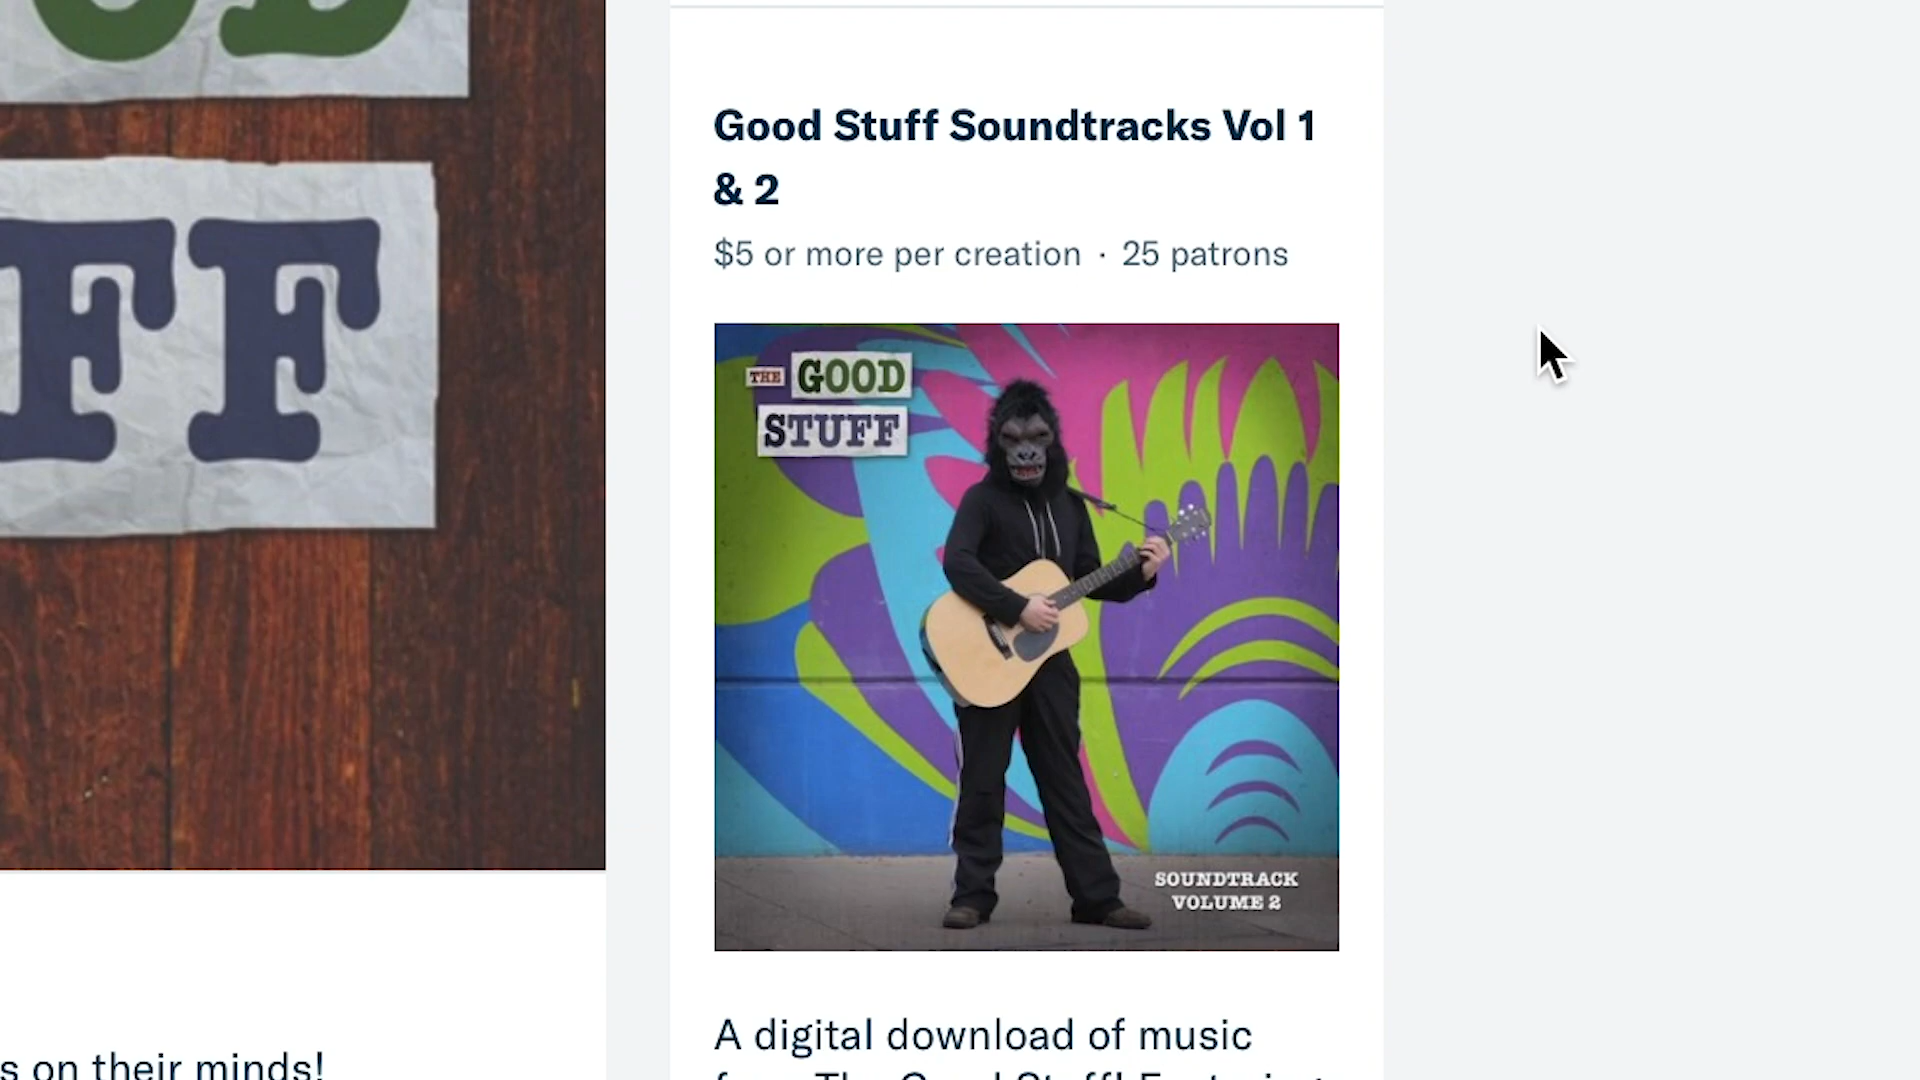 FF
Good Stuff Soundtracks Vol 1
& 2
$5 or more per creation · 25 patrons
THE GOOD
STUFF
SOUNDTRACK
VOLUME 2
A digital download of music
s on their minds!